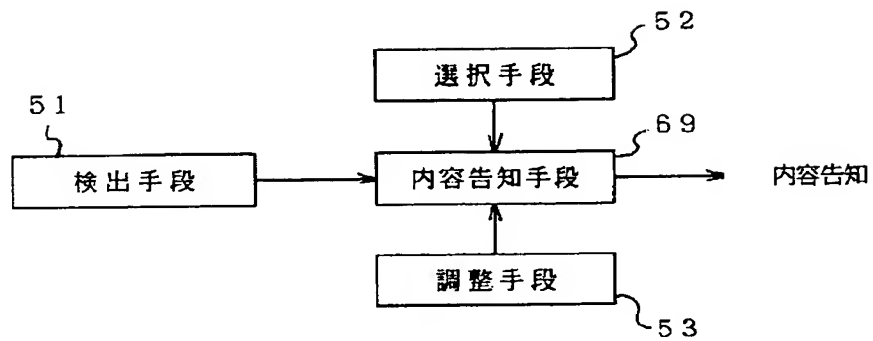 ５２
選択手段
５１
６９
検出手段
内容告知手段
内容告知
調整手段
５３